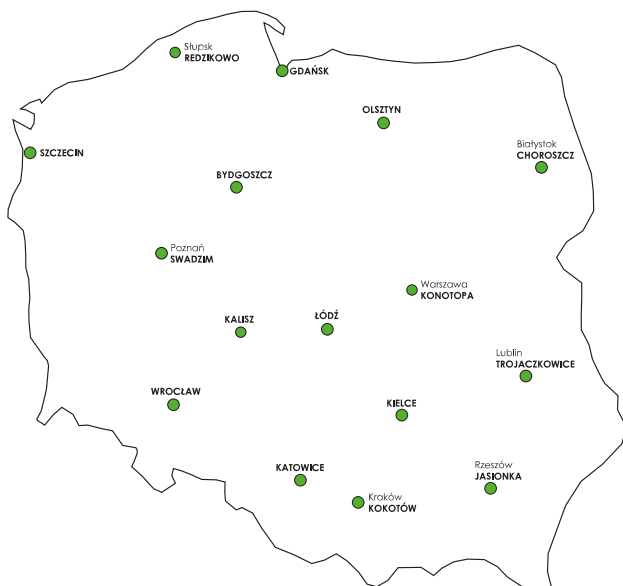 Słupsk
REDZIKOWO
GDAŃSK
OLSZTYN
SZCZECIN
Białystok
CHOROSZCZ
BYDGOSZCZ
Poznań
SWADZIM
Warszawa
KONOTOPA
KALISZ
ŁÓDŹ
Lublin
TROJACZKOWICE
WROCŁAW
KIELCE
KATOWICE
Rzeszów
JASIONKA
Kraków
KOKOTÓW